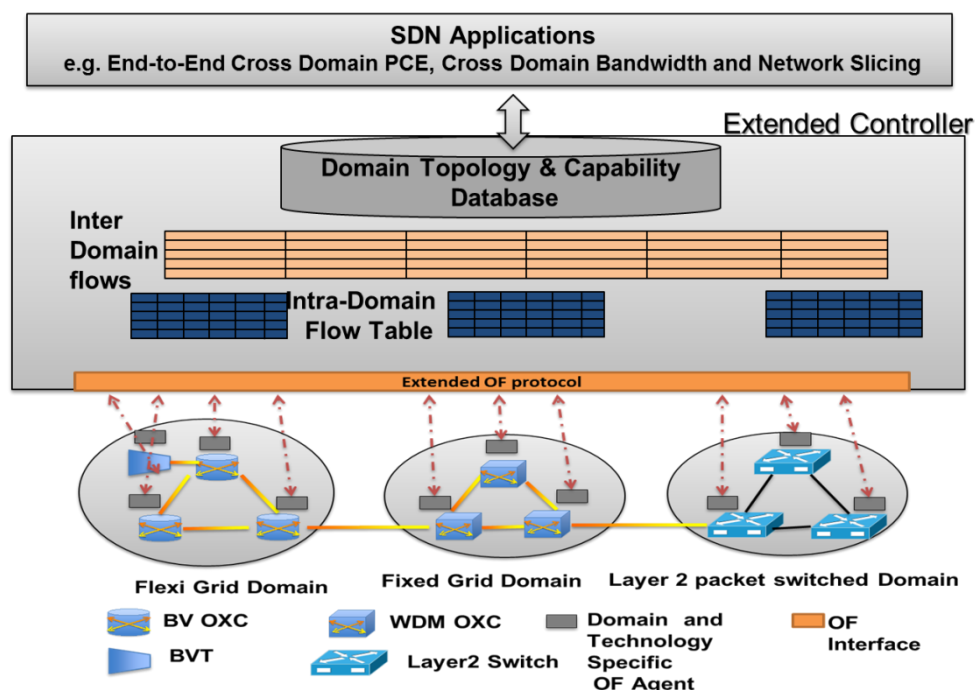 SDN Applications
e.g. End-to-End Cross Domain PCE, Cross Domain Bandwidth and Network Slicing
Extended Controller
Domain Topology & Capability
Database
Inter
Domain
flows
Intra-Domain
Flow Table
Extended OF protocol
Flexi Grid Domain
Fixed Grid Domain
Layer 2 packet switched Domain
BV OXC
BVT
WDM OXC
Layer2 Switch
Domain and
Technology
Specific
OF Agent
OF
Interface